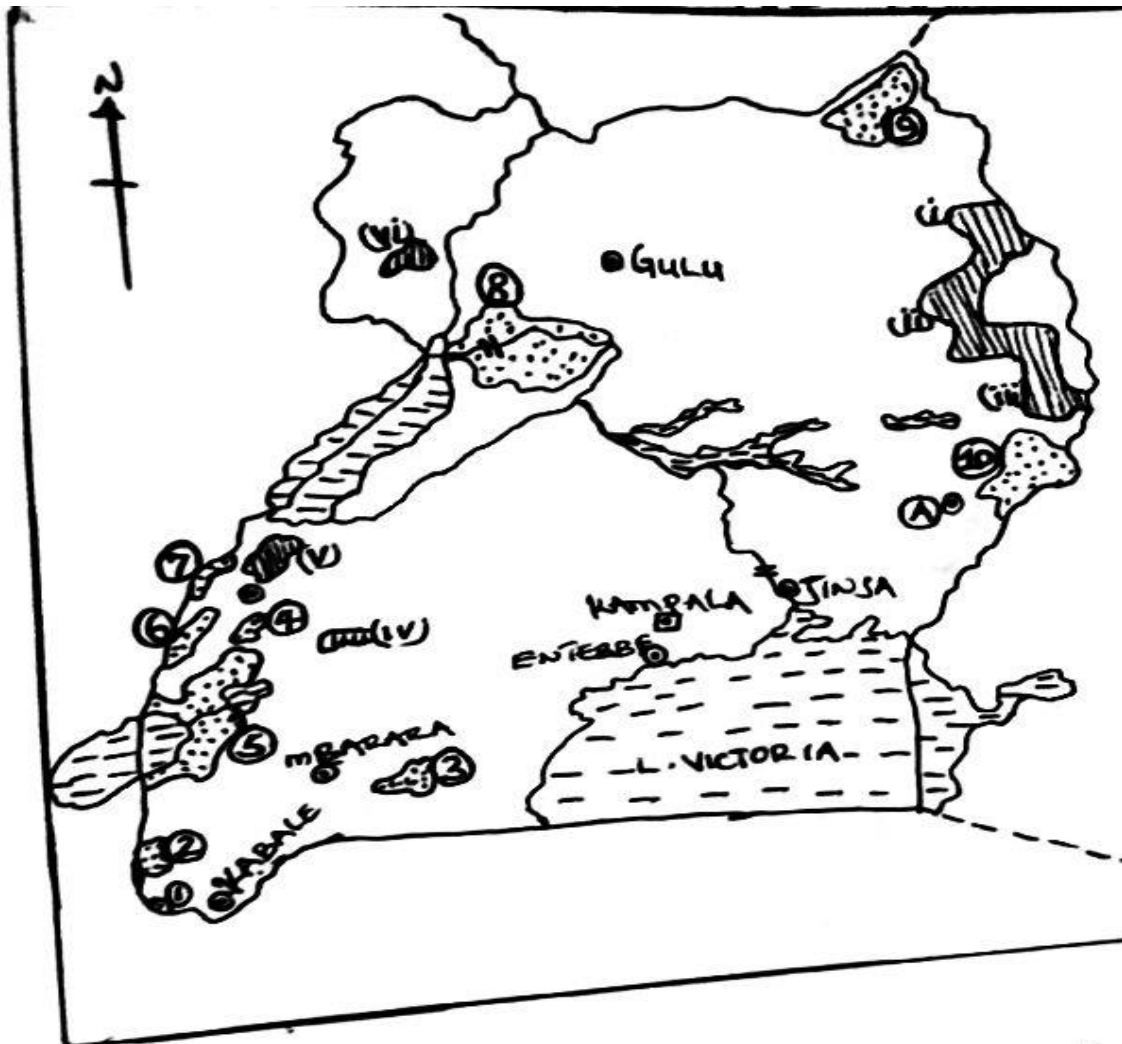 N
9
(i)
(vi)
GULU
8
(ii)
(iii)
10
A
7
(v)
JINJA
KAMPALA
6
4
(iv)
ENTEBBE
5
MBARARA
3
L. VICTORIA
2
KABALE
1